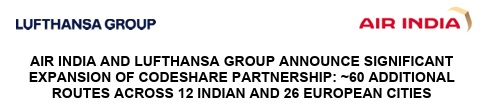 LUFTHANSA GROUP
AIR INDIA
AIR INDIA AND LUFTHANSA GROUP ANNOUNCE SIGNIFICANT
EXPANSION OF CODESHARE PARTNERSHIP: ~60 ADDITIONAL
ROUTES ACROSS 12 INDIAN AND 26 EUROPEAN CITIES